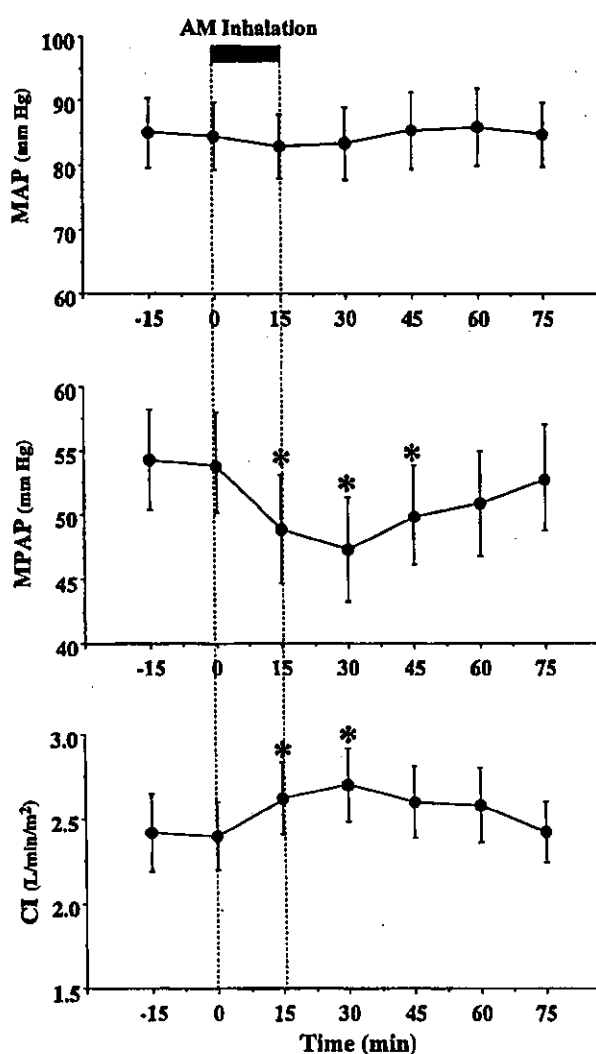 AM Inhalation
100
90
80
70
60
MAP (mm Hg)
-15 0 15 30 45 60 75
60
55
50
45
40
MPAP (mm Hg)
* * *
-15 0 15 30 45 60 75
3.0
2.5
2.0
1.5
CI (L/min/m²)
* *
-15 0 15 30 45 60 75
Time (min)